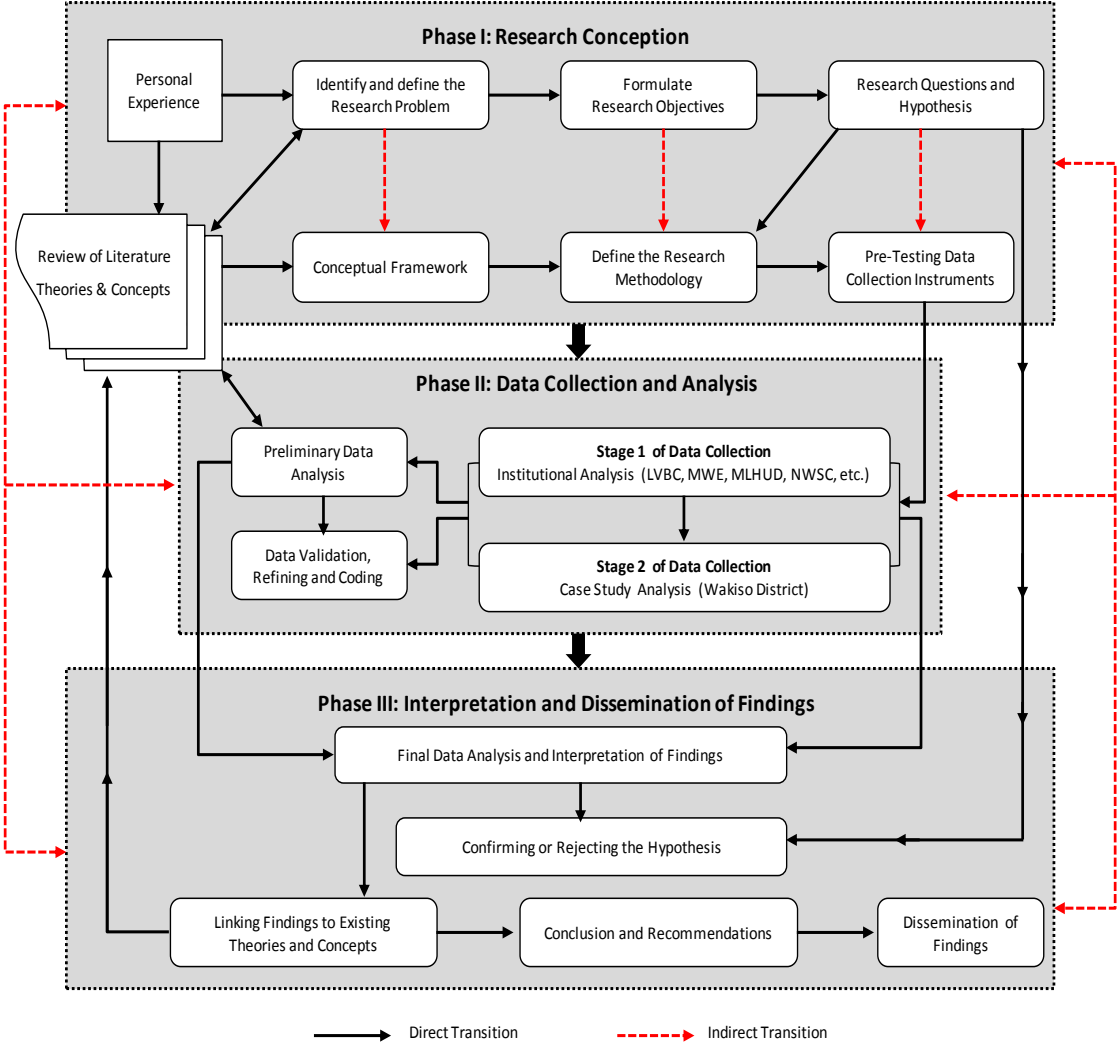 Phase I: Research Conception
Personal
Experience
Identify and define the
Research Problem
Formulate
Research Objectives
Research Questions and
Hypothesis
Review of Literature
Theories & Concepts
Conceptual Framework
Define the Research
Methodology
Pre-Testing Data
Collection Instruments
Phase II: Data Collection and Analysis
Preliminary Data
Analysis
Stage 1 of Data Collection
Institutional Analysis (LVBC, MWE, MLHUD, NWSC, etc.)
Data Validation,
Refining and Coding
Stage 2 of Data Collection
Case Study Analysis (Wakiso District)
Phase III: Interpretation and Dissemination of Findings
Final Data Analysis and Interpretation of Findings
Confirming or Rejecting the Hypothesis
Linking Findings to Existing
Theories and Concepts
Conclusion and Recommendations
Dissemination of
Findings
Direct Transition
Indirect Transition